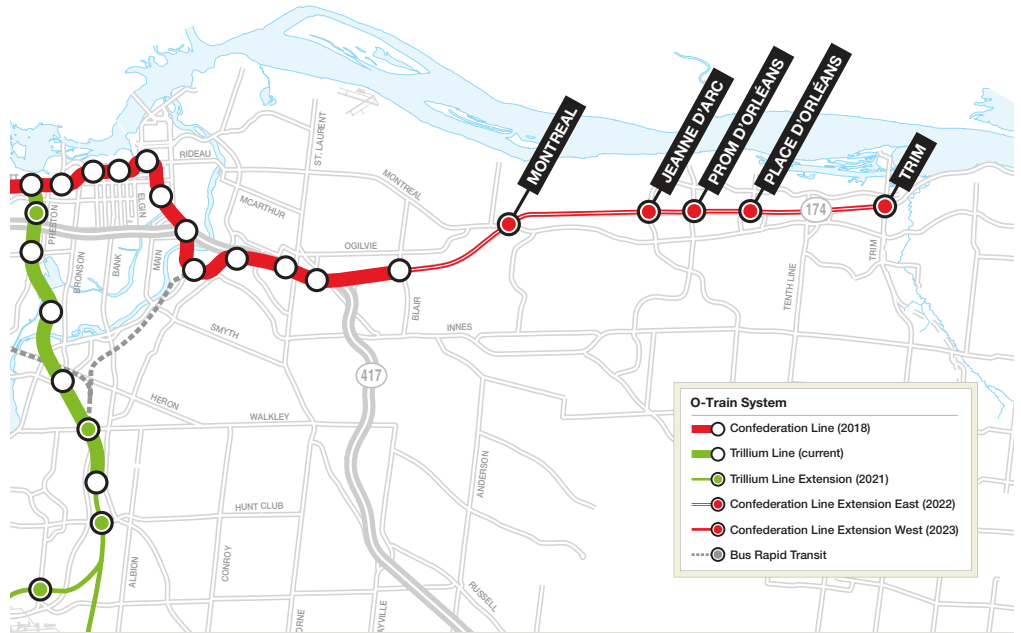 MONTREAL
JEANNE D'ARC
PROM D'ORLÉANS
PLACE D'ORLÉANS
TRIM
RIDEAU
ST. LAURENT
MONTREAL
MCARTHUR
OGILVIE
PRESTON
BRONSON
BANK
ELGIN
MAIN
174
TRIM
TENTH LINE
BLAIR
SMYTH
INNES
417
HERON
WALKLEY
ANDERSON
HUNT CLUB
ALBION
CONROY
RUSSELL
ORNE
AYVILLE
O-Train System
Confederation Line (2018)
Trillium Line (current)
Trillium Line Extension (2021)
Confederation Line Extension East (2022)
Confederation Line Extension West (2023)
Bus Rapid Transit